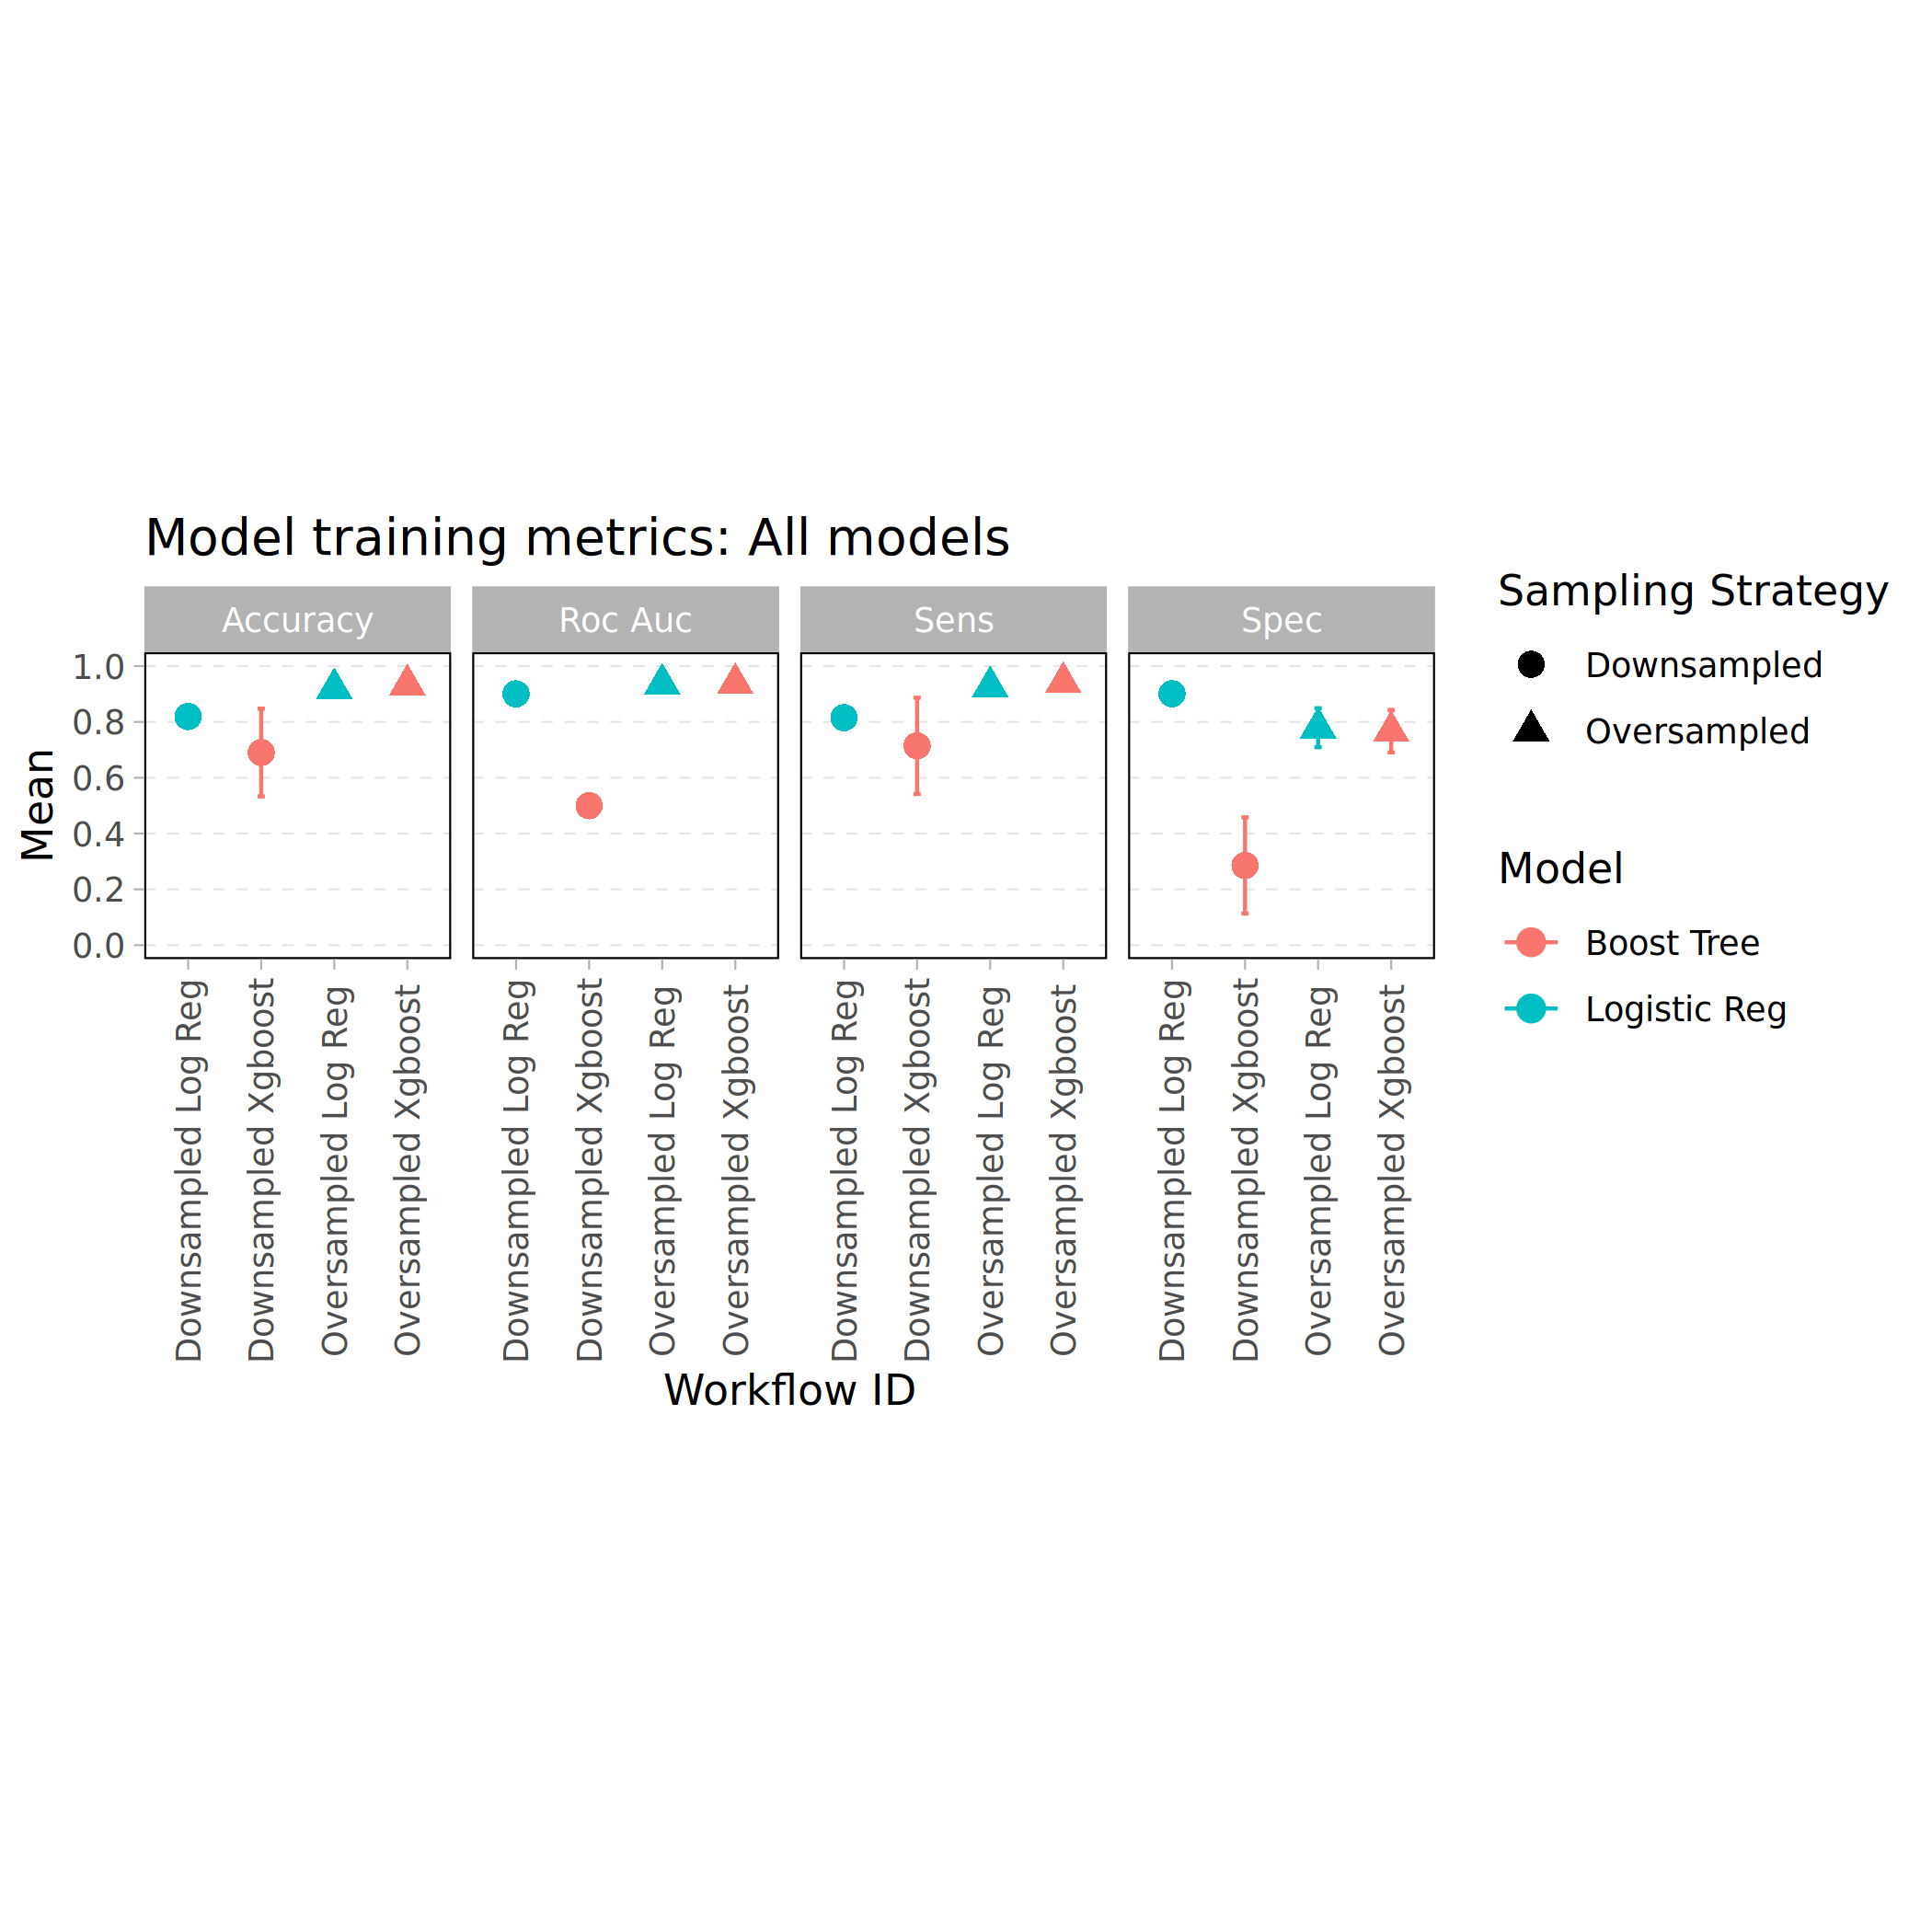 Model training metrics: All models
Accuracy
Roc Auc
Sens
Spec
1.0
0.8
0.6
0.4
0.2
0.0
Mean
Downsampled Log Reg
Downsampled Xgboost
Oversampled Log Reg
Oversampled Xgboost
Downsampled Log Reg
Downsampled Xgboost
Oversampled Log Reg
Oversampled Xgboost
Downsampled Log Reg
Downsampled Xgboost
Oversampled Log Reg
Oversampled Xgboost
Downsampled Log Reg
Downsampled Xgboost
Oversampled Log Reg
Oversampled Xgboost
Workflow ID
Sampling Strategy
Downsampled
Oversampled
Model
Boost Tree
Logistic Reg